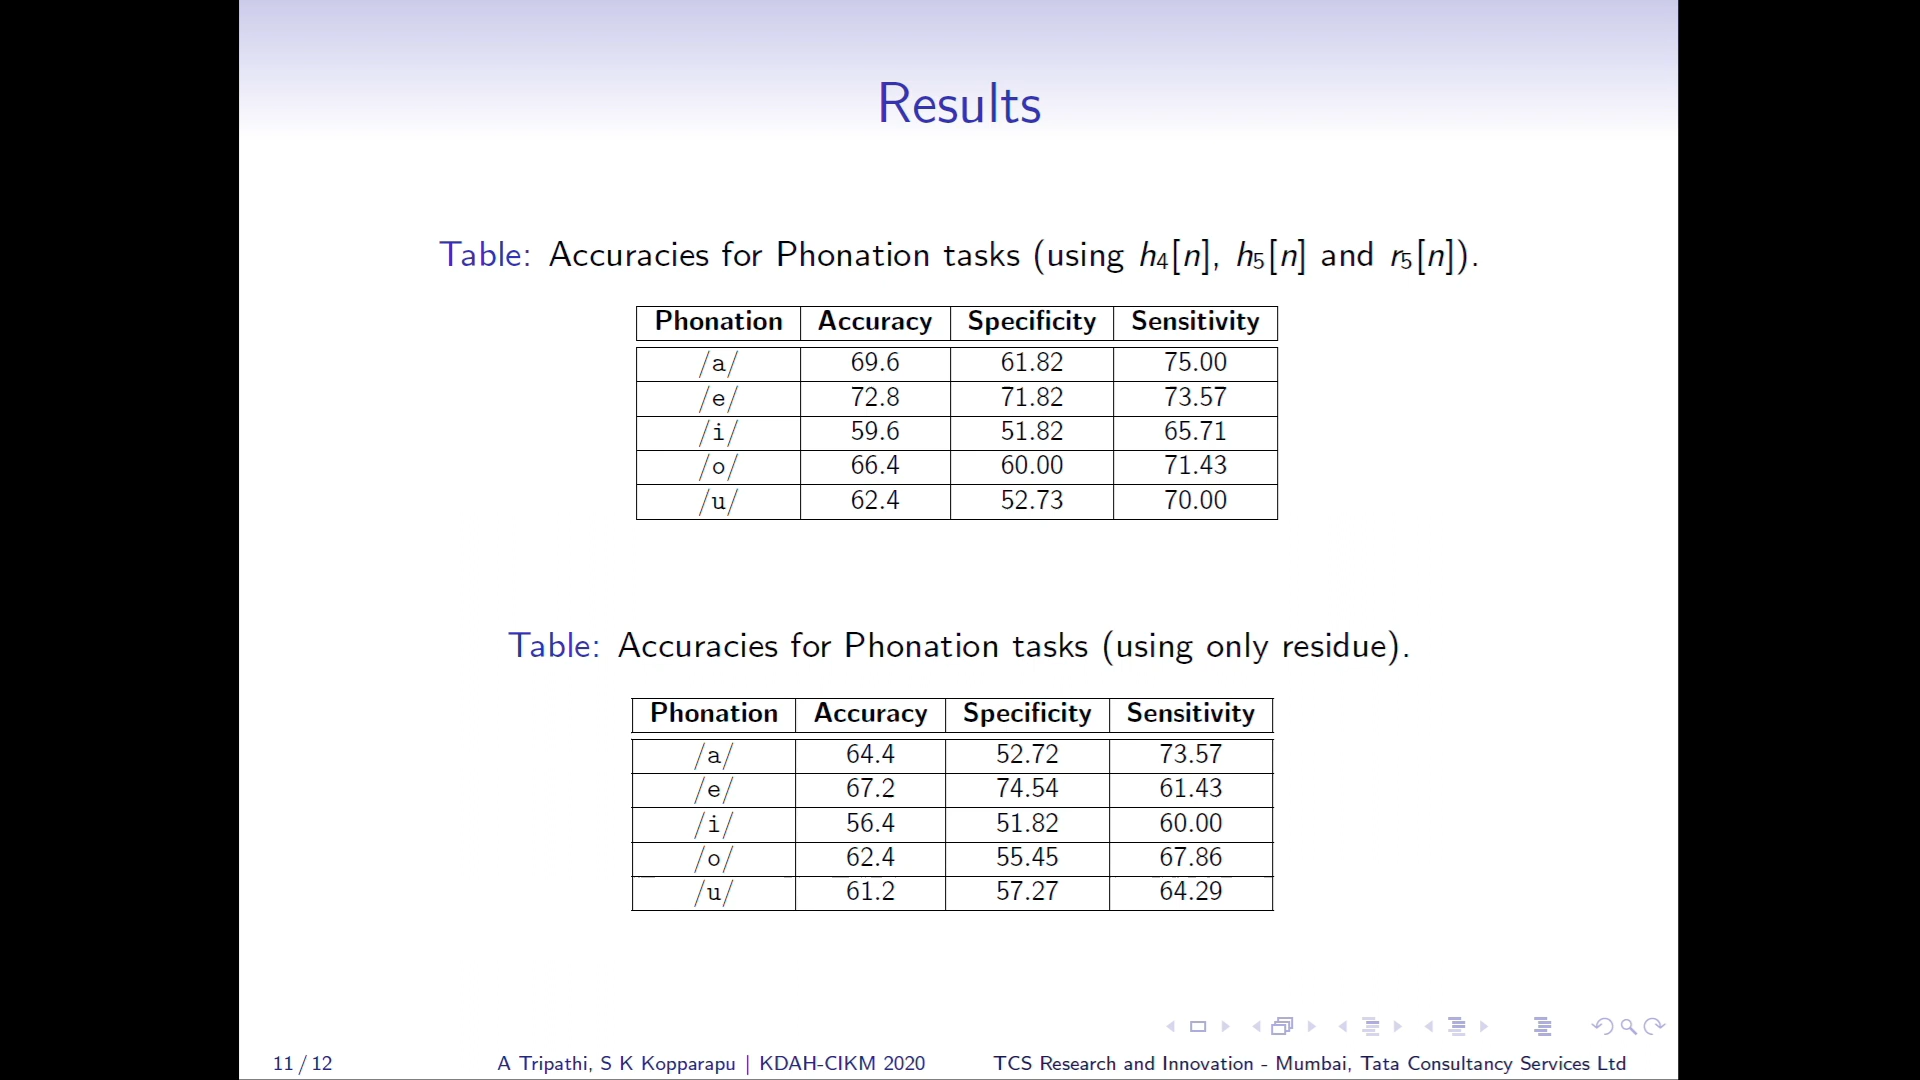 Results
Table: Accuracies for Phonation tasks (using h4[n], h5[n] and r5[n]).
Phonation Accuracy Specificity Sensitivity
/a/ 69.6 61.82 75.00
/e/ 72.8 71.82 73.57
/i/ 59.6 51.82 65.71
/o/ 66.4 60.00 71.43
/u/ 62.4 52.73 70.00
Table: Accuracies for Phonation tasks (using only residue).
Phonation Accuracy Specificity Sensitivity
/a/ 64.4 52.72 73.57
/e/ 67.2 74.54 61.43
/i/ 56.4 51.82 60.00
/o/ 62.4 55.45 67.86
/u/ 61.2 57.27 64.29
11 / 12 A Tripathi, S K Kopparapu | KDAH-CIKM 2020 TCS Research and Innovation - Mumbai, Tata Consultancy Services Ltd